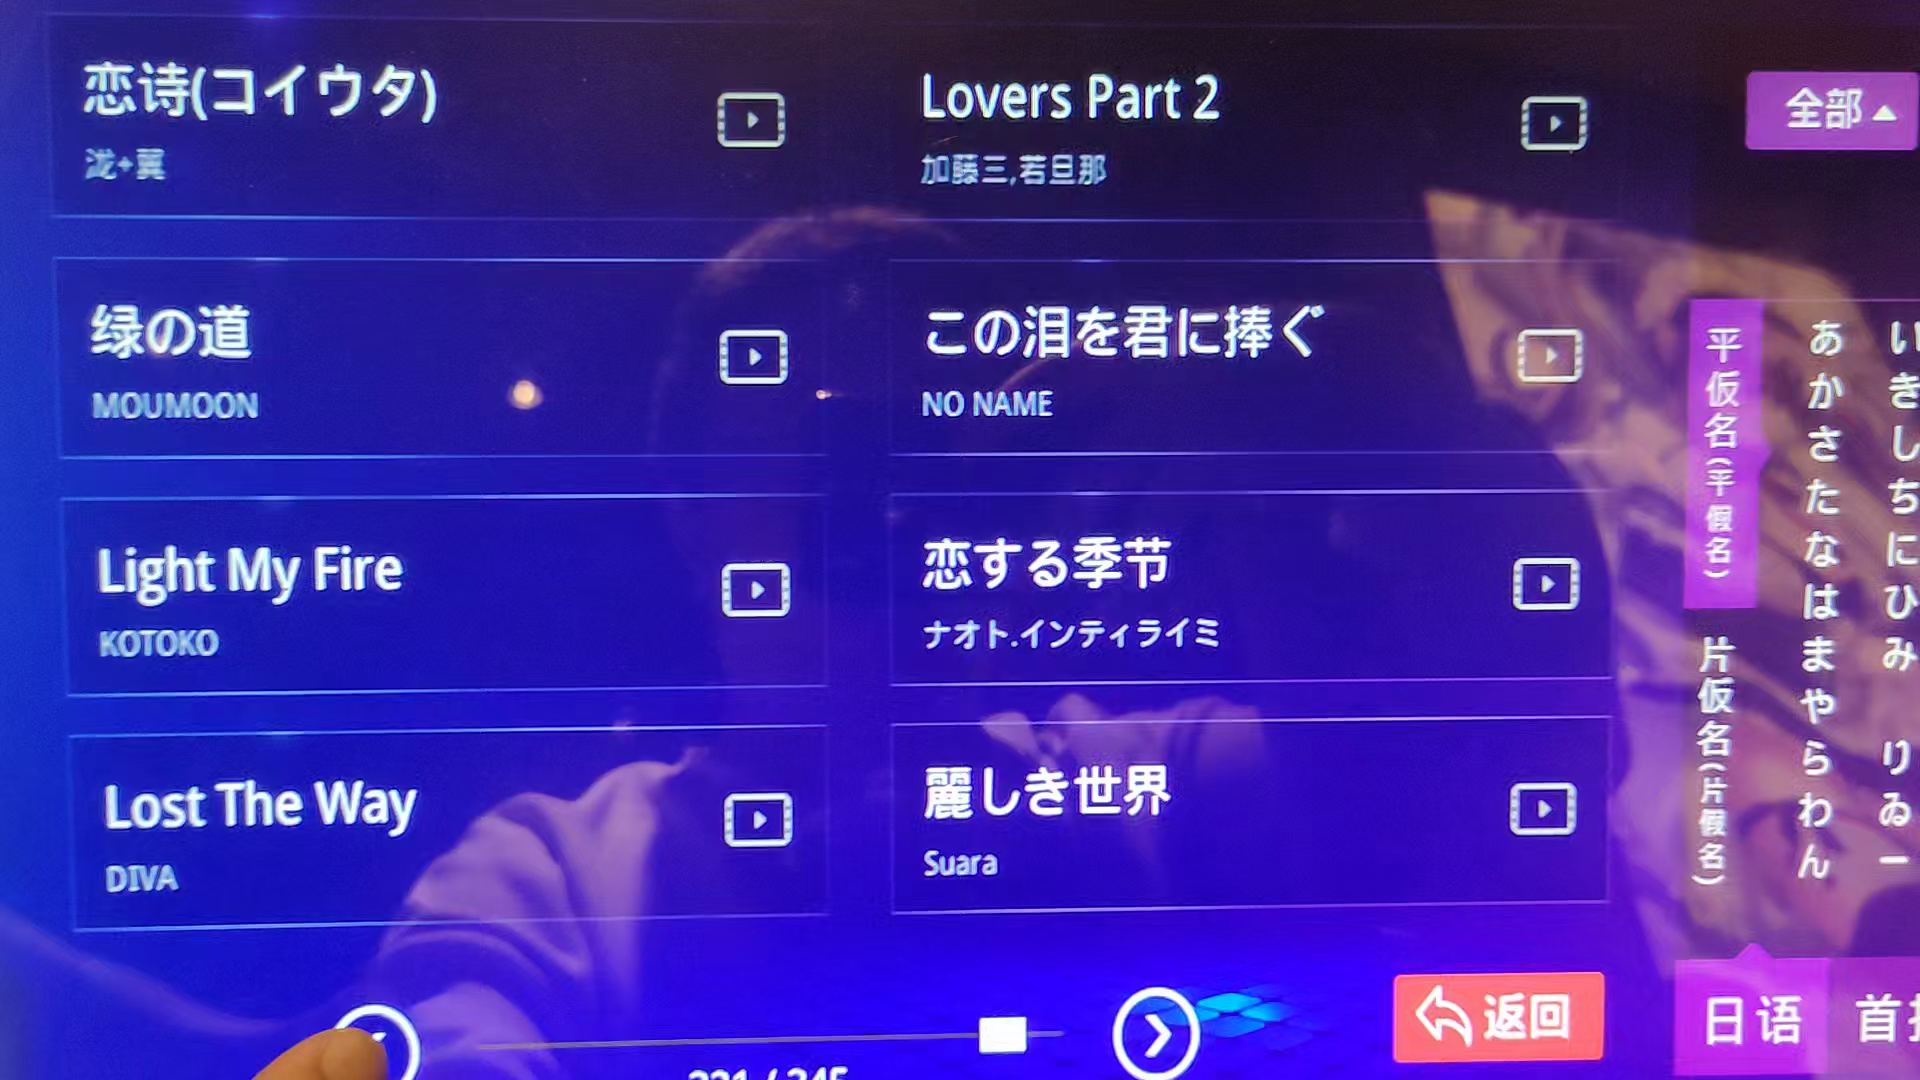 恋诗(コイウタ)
泷+翼
Lovers Part 2
加藤三,若旦那
全部
绿の道
MOUMOON
この泪を君に捧ぐ
NO NAME
Light My Fire
KOTOKO
恋する季节
ナオト.インティライミ
Lost The Way
DIVA
麗しき世界
Suara
平仮名(平假名)
片仮名(片假名)
あかさたなはまやらわん
いきしちにひみ りゐー
返回
日语
首